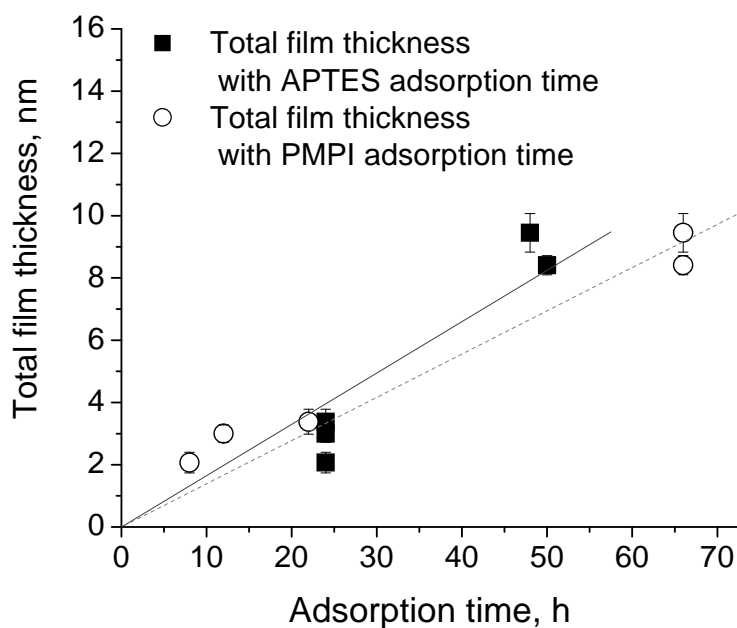 Total film thickness
with APTES adsorption time
Total film thickness
with PMPI adsorption time
Total film thickness, nm
16
14
12
10
8
6
4
2
0
0 10 20 30 40 50 60 70
Adsorption time, h